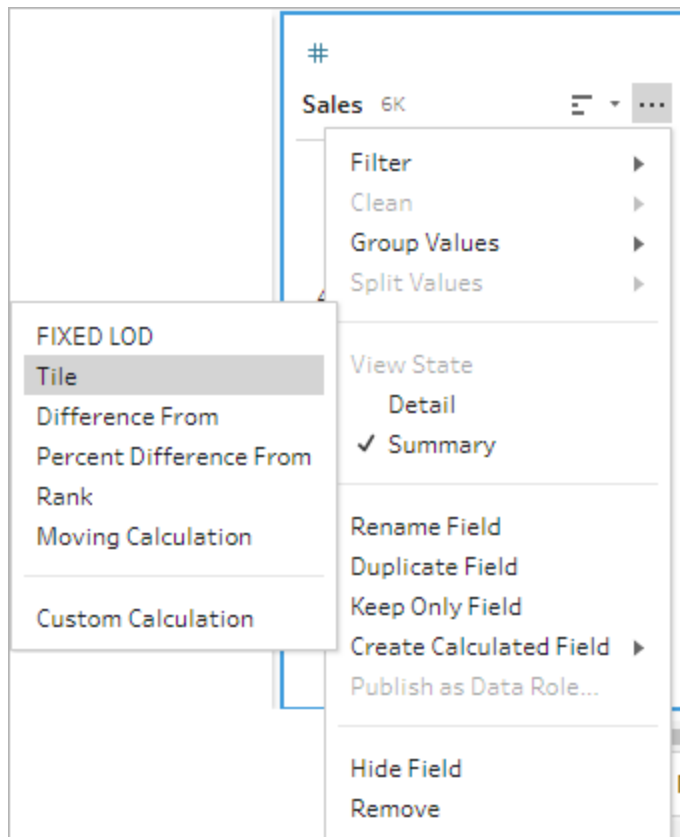 #
Sales 6K
Filter
Clean
Group Values
Split Values
View State
Detail
✓ Summary
Rename Field
Duplicate Field
Keep Only Field
Create Calculated Field
Publish as Data Role...
Hide Field
Remove
FIXED LOD
Tile
Difference From
Percent Difference From
Rank
Moving Calculation
Custom Calculation